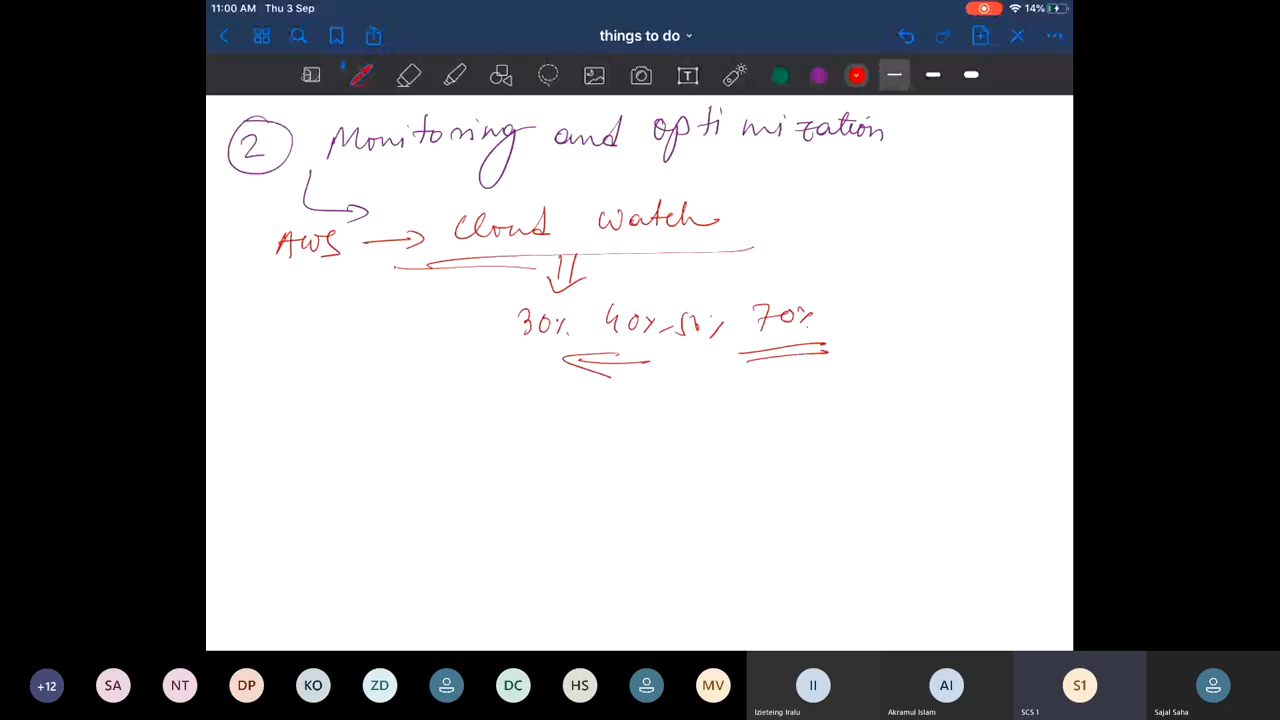 11:00 AM Thu 3 Sep
14%
things to do
2 Monitoring and optimization
AWS → Cloud Watch
30% 40% - 50% 70%
+12 SA NT DP KO ZD DC HS MV II AI S1
Izieteing Iralu Akramul Islam SCS 1 Sajal Saha